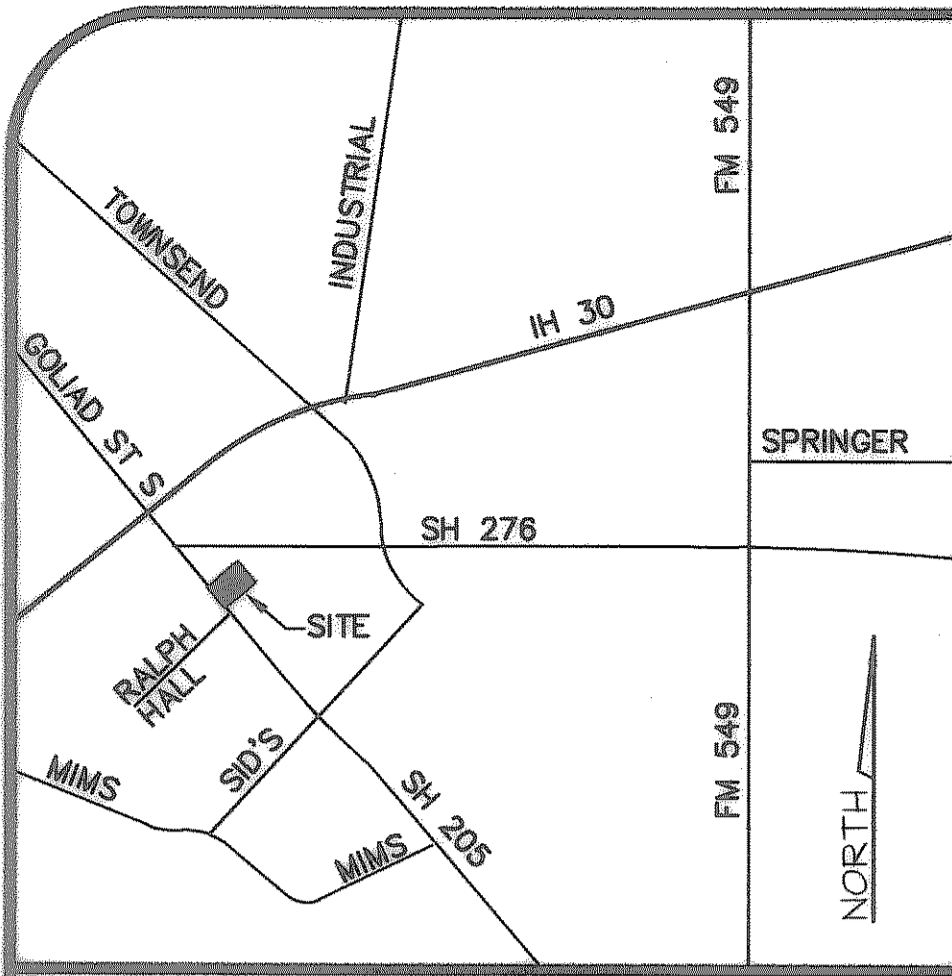 FM 549
INDUSTRIAL
TOWNSEND
IH 30
GOLIAD ST S
SPRINGER
SH 276
SITE
RALPH
HALL
SID'S
FM 549
MIMS
SH 205
MIMS
NORTH